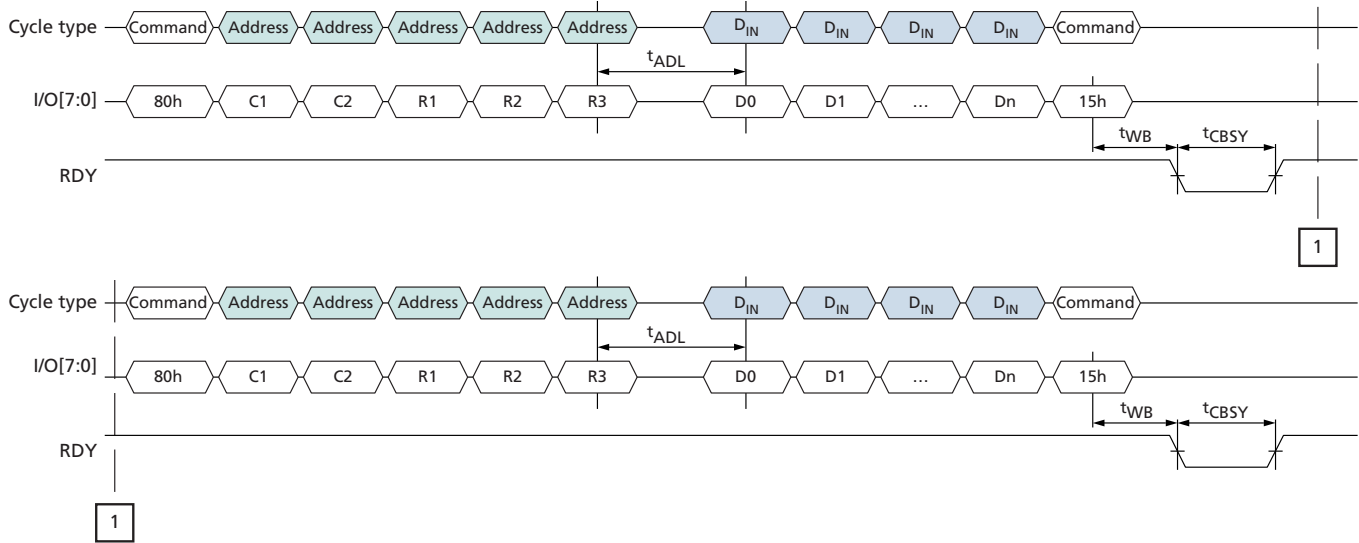 Cycle type Command Address Address Address Address Address DIN DIN DIN DIN Command
tADL
I/O[7:0] 80h C1 C2 R1 R2 R3 D0 D1 … Dn 15h
tWB tCBSY
RDY
1
Cycle type Command Address Address Address Address Address DIN DIN DIN DIN Command
tADL
I/O[7:0] 80h C1 C2 R1 R2 R3 D0 D1 … Dn 15h
tWB tCBSY
RDY
1